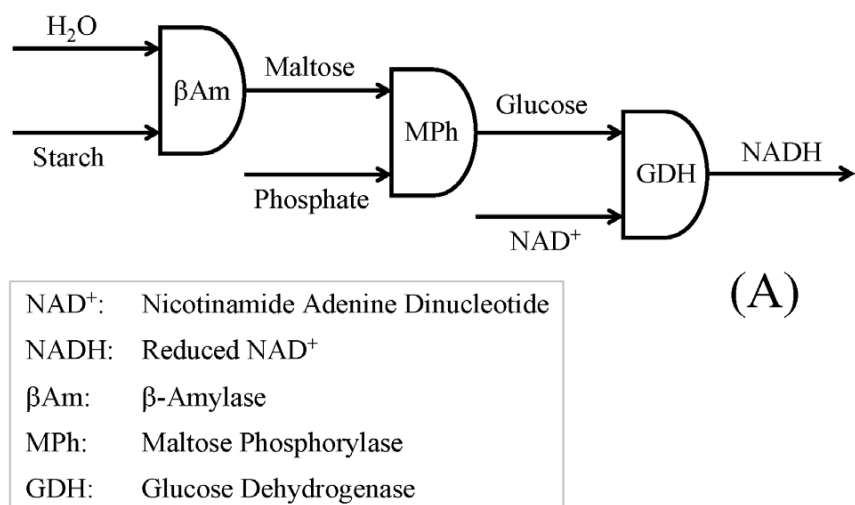 H₂O
βAm
Maltose
Starch
MPh
Glucose
Phosphate
GDH
NADH
NAD⁺
(A)
NAD⁺: Nicotinamide Adenine Dinucleotide
NADH: Reduced NAD⁺
βAm: β-Amylase
MPh: Maltose Phosphorylase
GDH: Glucose Dehydrogenase